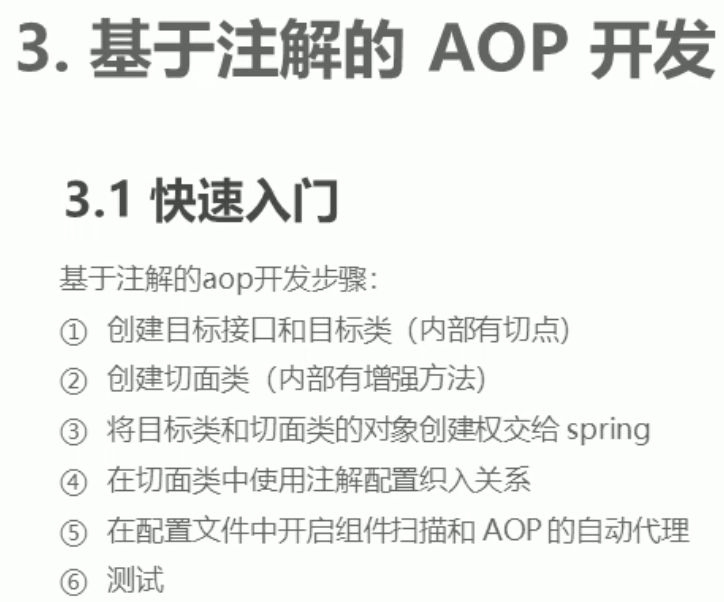 3. 基于注解的 AOP 开发
3.1 快速入门
基于注解的aop开发步骤：
① 创建目标接口和目标类（内部有切点）
② 创建切面类（内部有增强方法）
③ 将目标类和切面类的对象创建权交给 spring
④ 在切面类中使用注解配置织入关系
⑤ 在配置文件中开启组件扫描和 AOP 的自动代理
⑥ 测试